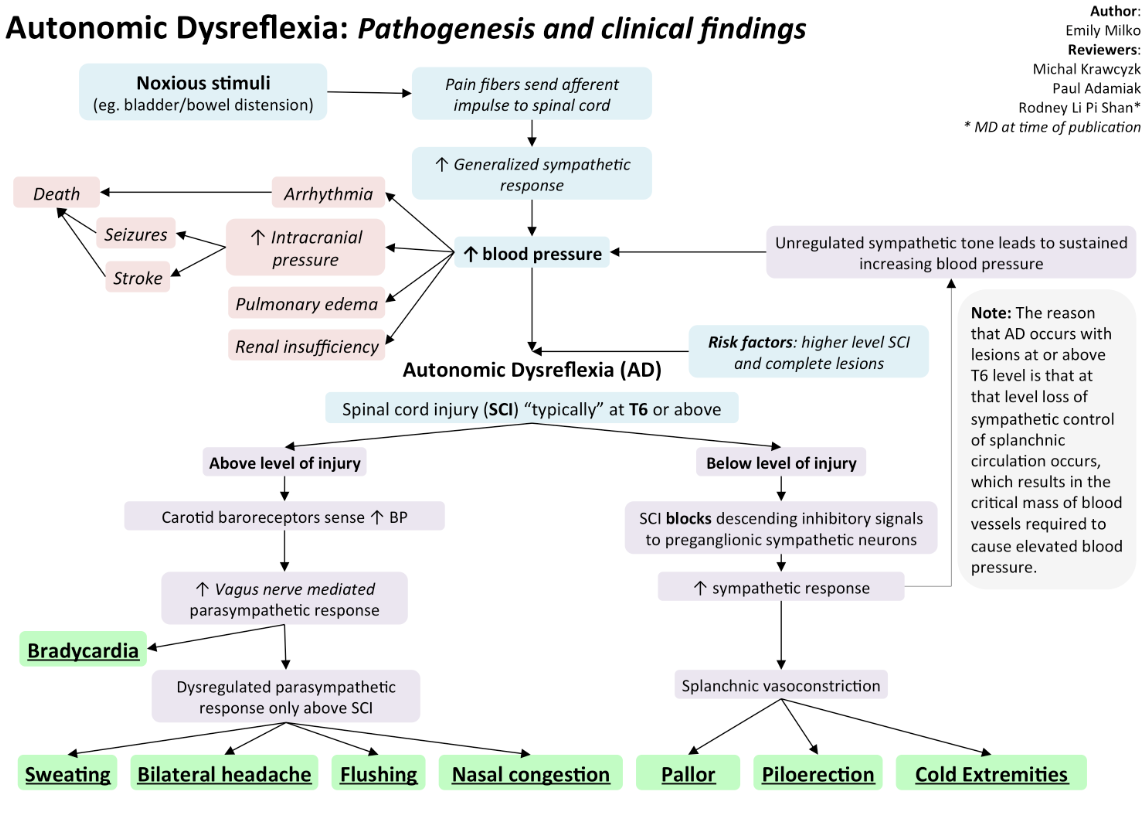 Autonomic Dysreflexia: Pathogenesis and clinical findings
Author:
Emily Milko
Reviewers:
Michal Krawcyzk
Paul Adamiak
Rodney Li Pi Shan*
* MD at time of publication
Noxious stimuli
(eg. bladder/bowel distension)
Pain fibers send afferent
impulse to spinal cord
↑ Generalized sympathetic
response
Death
Arrhythmia
Seizures
↑ Intracranial
pressure
Stroke
↑ blood pressure
Unregulated sympathetic tone leads to sustained
increasing blood pressure
Pulmonary edema
Renal insufficiency
Risk factors: higher level SCI
and complete lesions
Note: The reason
that AD occurs with
lesions at or above
T6 level is that at
that level loss of
sympathetic control
of splanchnic
circulation occurs,
which results in the
critical mass of blood
vessels required to
cause elevated blood
pressure.
Autonomic Dysreflexia (AD)
Spinal cord injury (SCI) “typically” at T6 or above
Above level of injury
Below level of injury
Carotid baroreceptors sense ↑ BP
SCI blocks descending inhibitory signals
to preganglionic sympathetic neurons
↑ Vagus nerve mediated
parasympathetic response
↑ sympathetic response
Bradycardia
Dysregulated parasympathetic
response only above SCI
Splanchnic vasoconstriction
Sweating
Bilateral headache
Flushing
Nasal congestion
Pallor
Piloerection
Cold Extremities